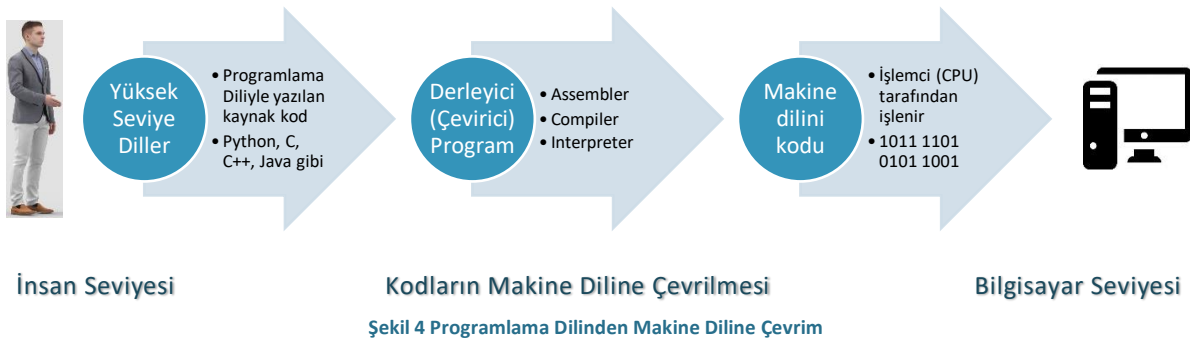 Yüksek
Seviye
Diller
• Programlama
Diliyle yazılan
kaynak kod
• Python, C,
C++, Java gibi
Derleyici
(Çevirici)
Program
• Assembler
• Compiler
• Interpreter
Makine
dilini
kodu
• İşlemci (CPU)
tarafından
işlenir
• 1011 1101
0101 1001
İnsan Seviyesi
Kodların Makine Diline Çevrilmesi
Bilgisayar Seviyesi
Şekil 4 Programlama Dilinden Makine Diline Çevrim